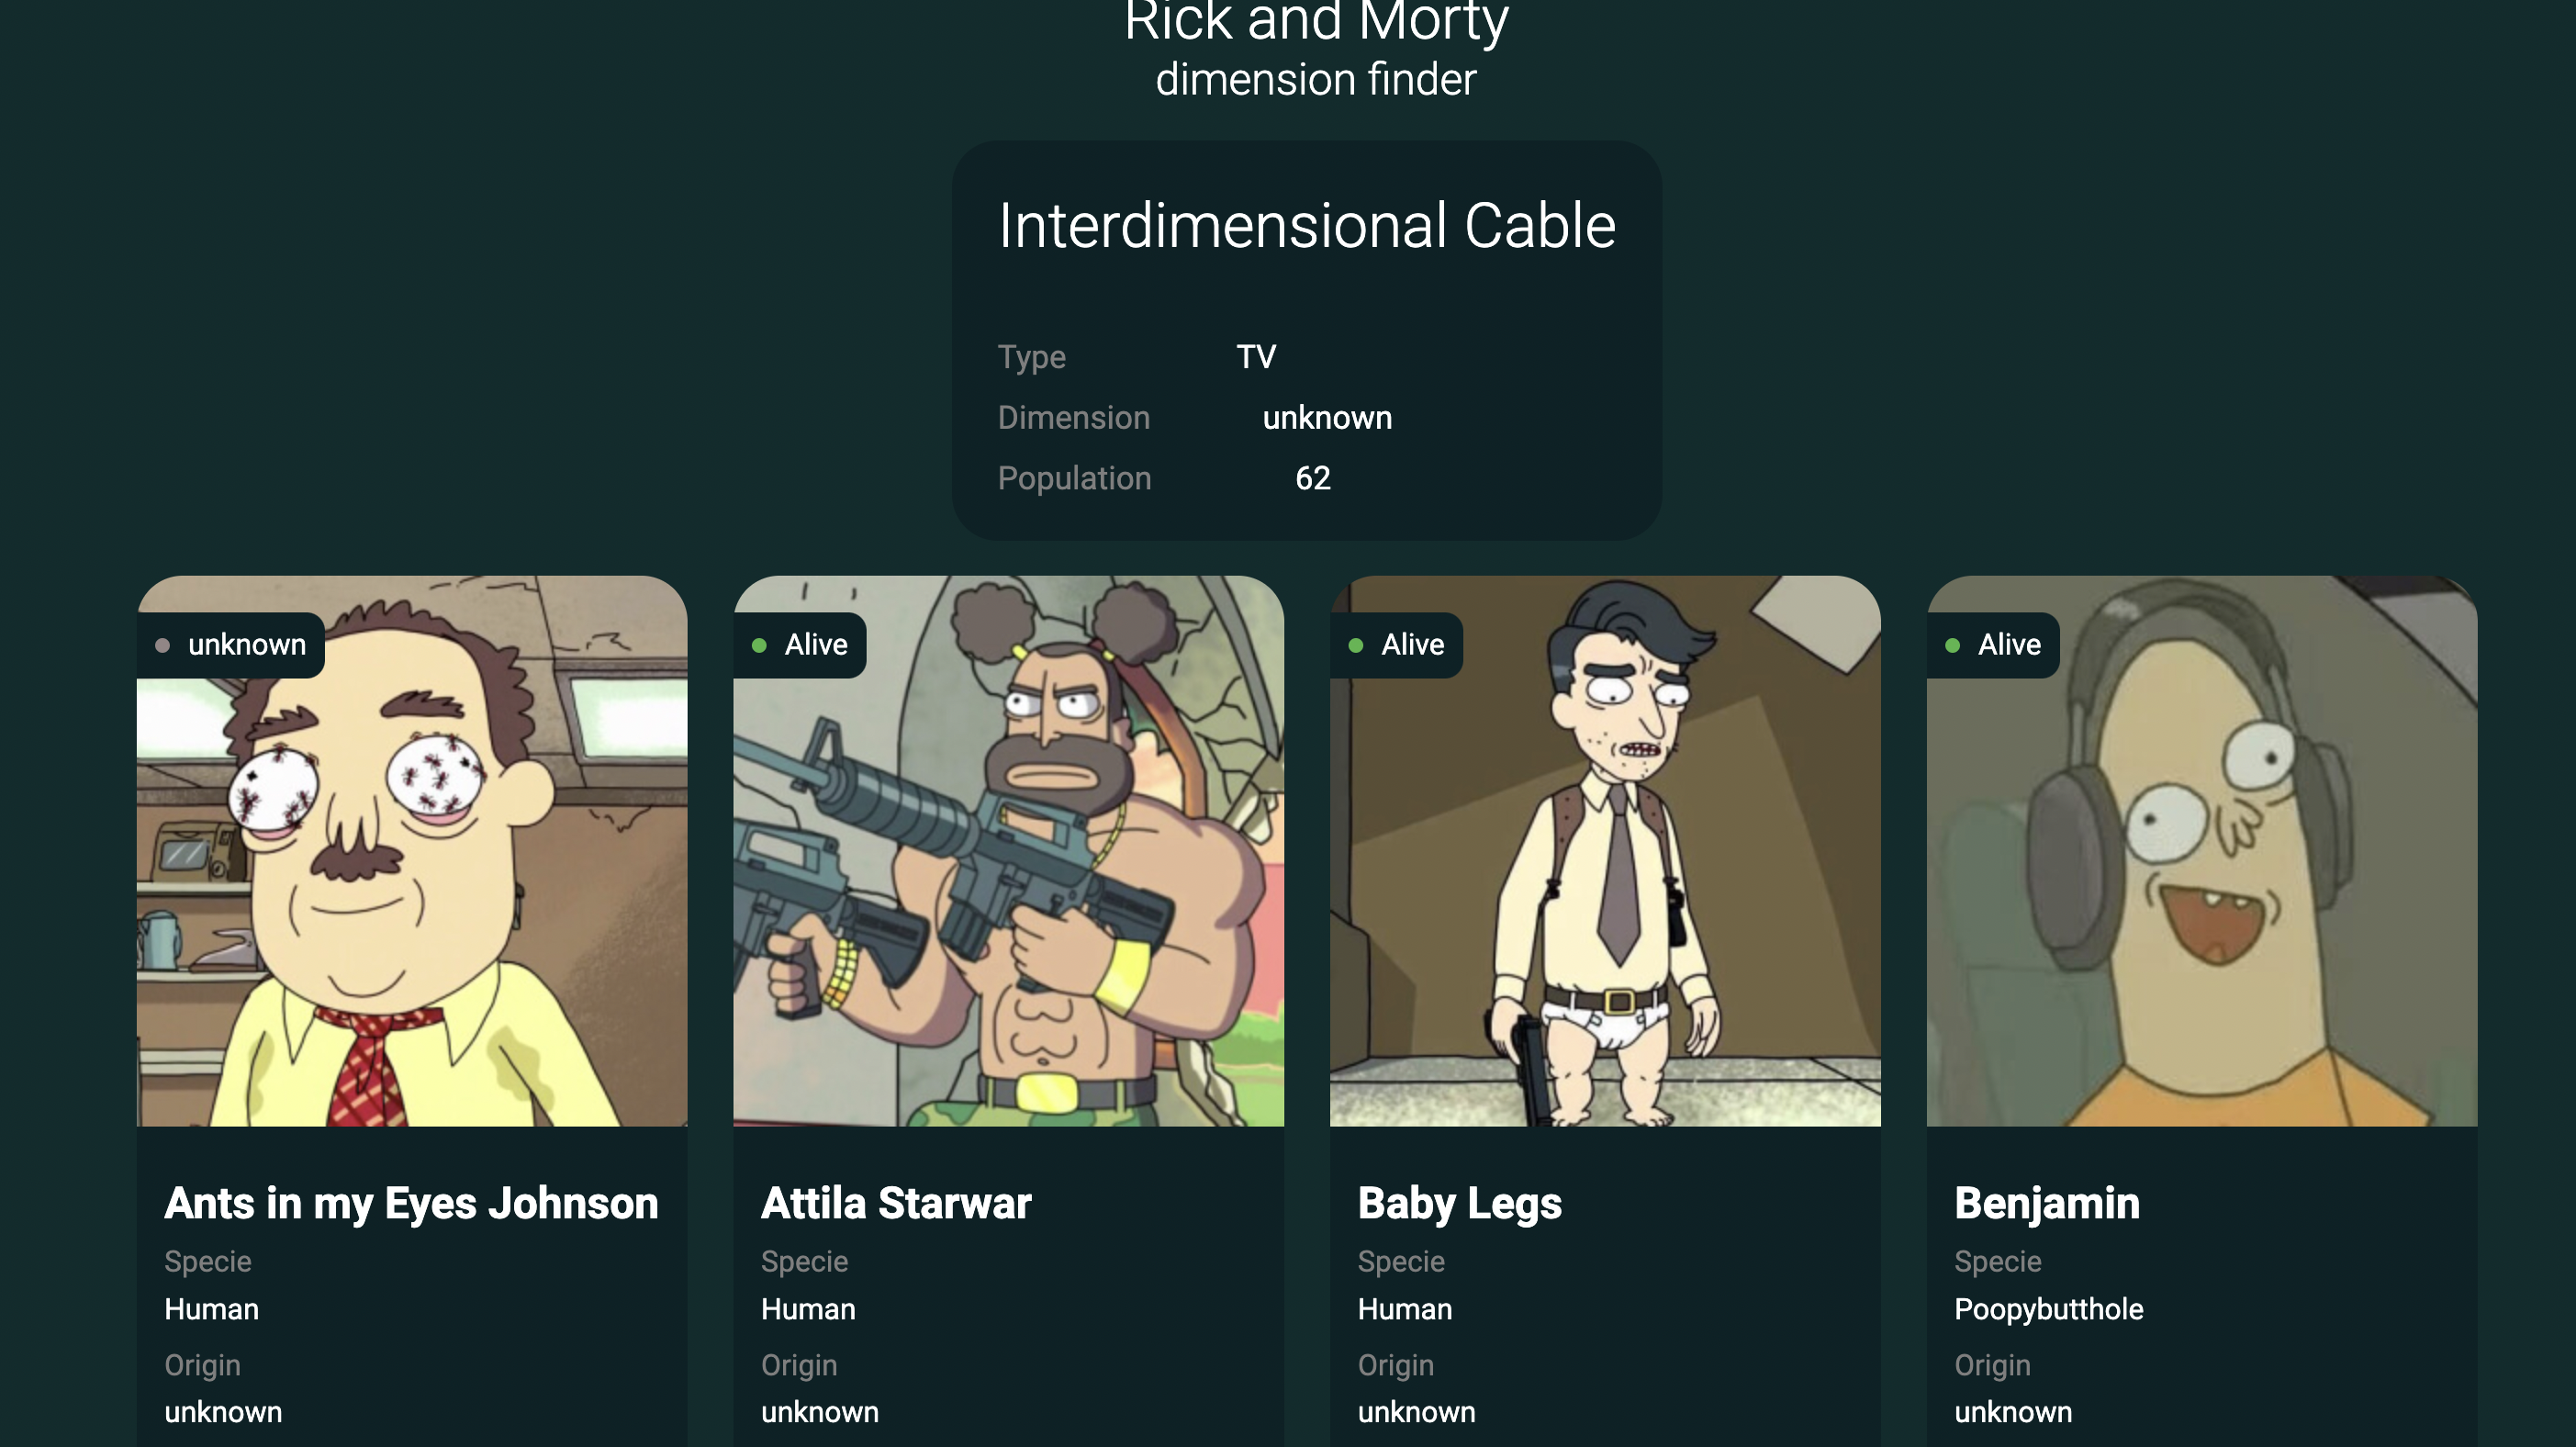 Rick and Morty
dimension finder
Interdimensional Cable
Type TV
Dimension unknown
Population 62
unknown
Alive
Alive
Alive
Ants in my Eyes Johnson
Specie
Human
Origin
unknown
Attila Starwar
Specie
Human
Origin
unknown
Baby Legs
Specie
Human
Origin
unknown
Benjamin
Specie
Poopybutthole
Origin
unknown